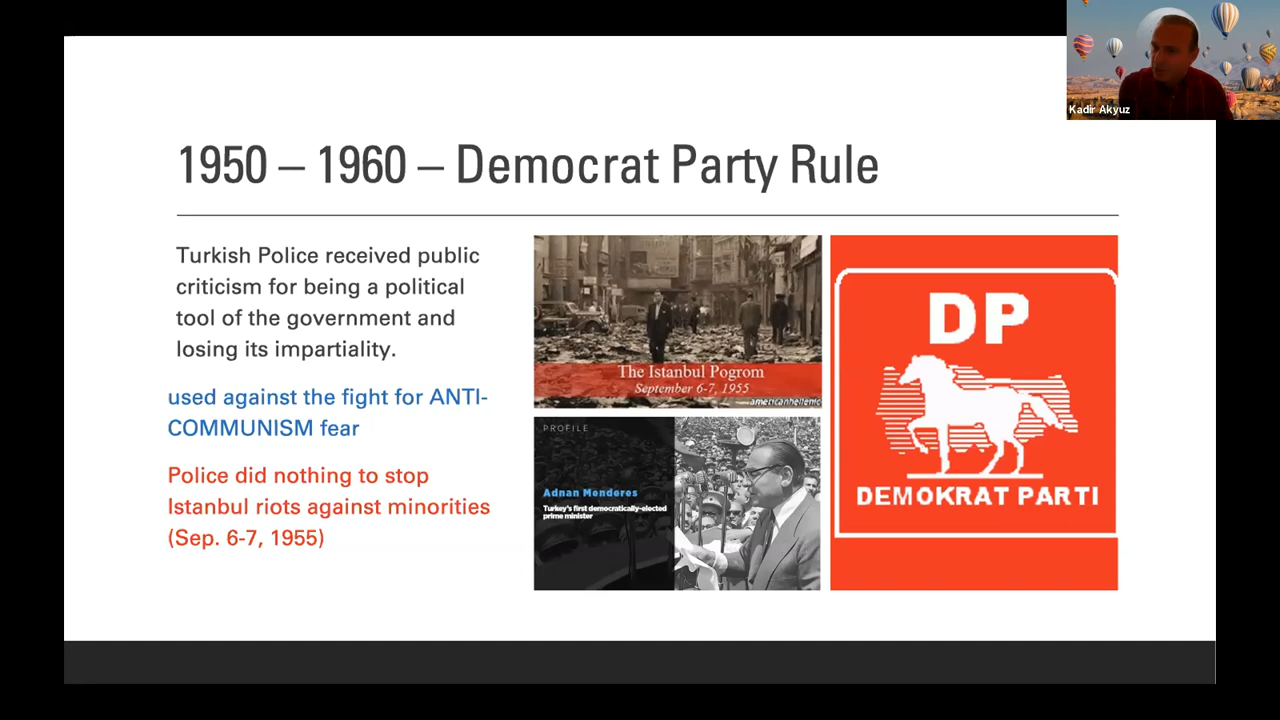 Kadir Akyuz
1950 – 1960 – Democrat Party Rule
Turkish Police received public
criticism for being a political
tool of the government and
losing its impartiality.
used against the fight for ANTI-
COMMUNISM fear
Police did nothing to stop
Istanbul riots against minorities
(Sep. 6-7, 1955)
The Istanbul Pogrom
September 6-7, 1955
americanhellenic
PROFILE
Adnan Menderes
Turkey's first democratically-elected
prime minister
DP
DEMOKRAT PARTI